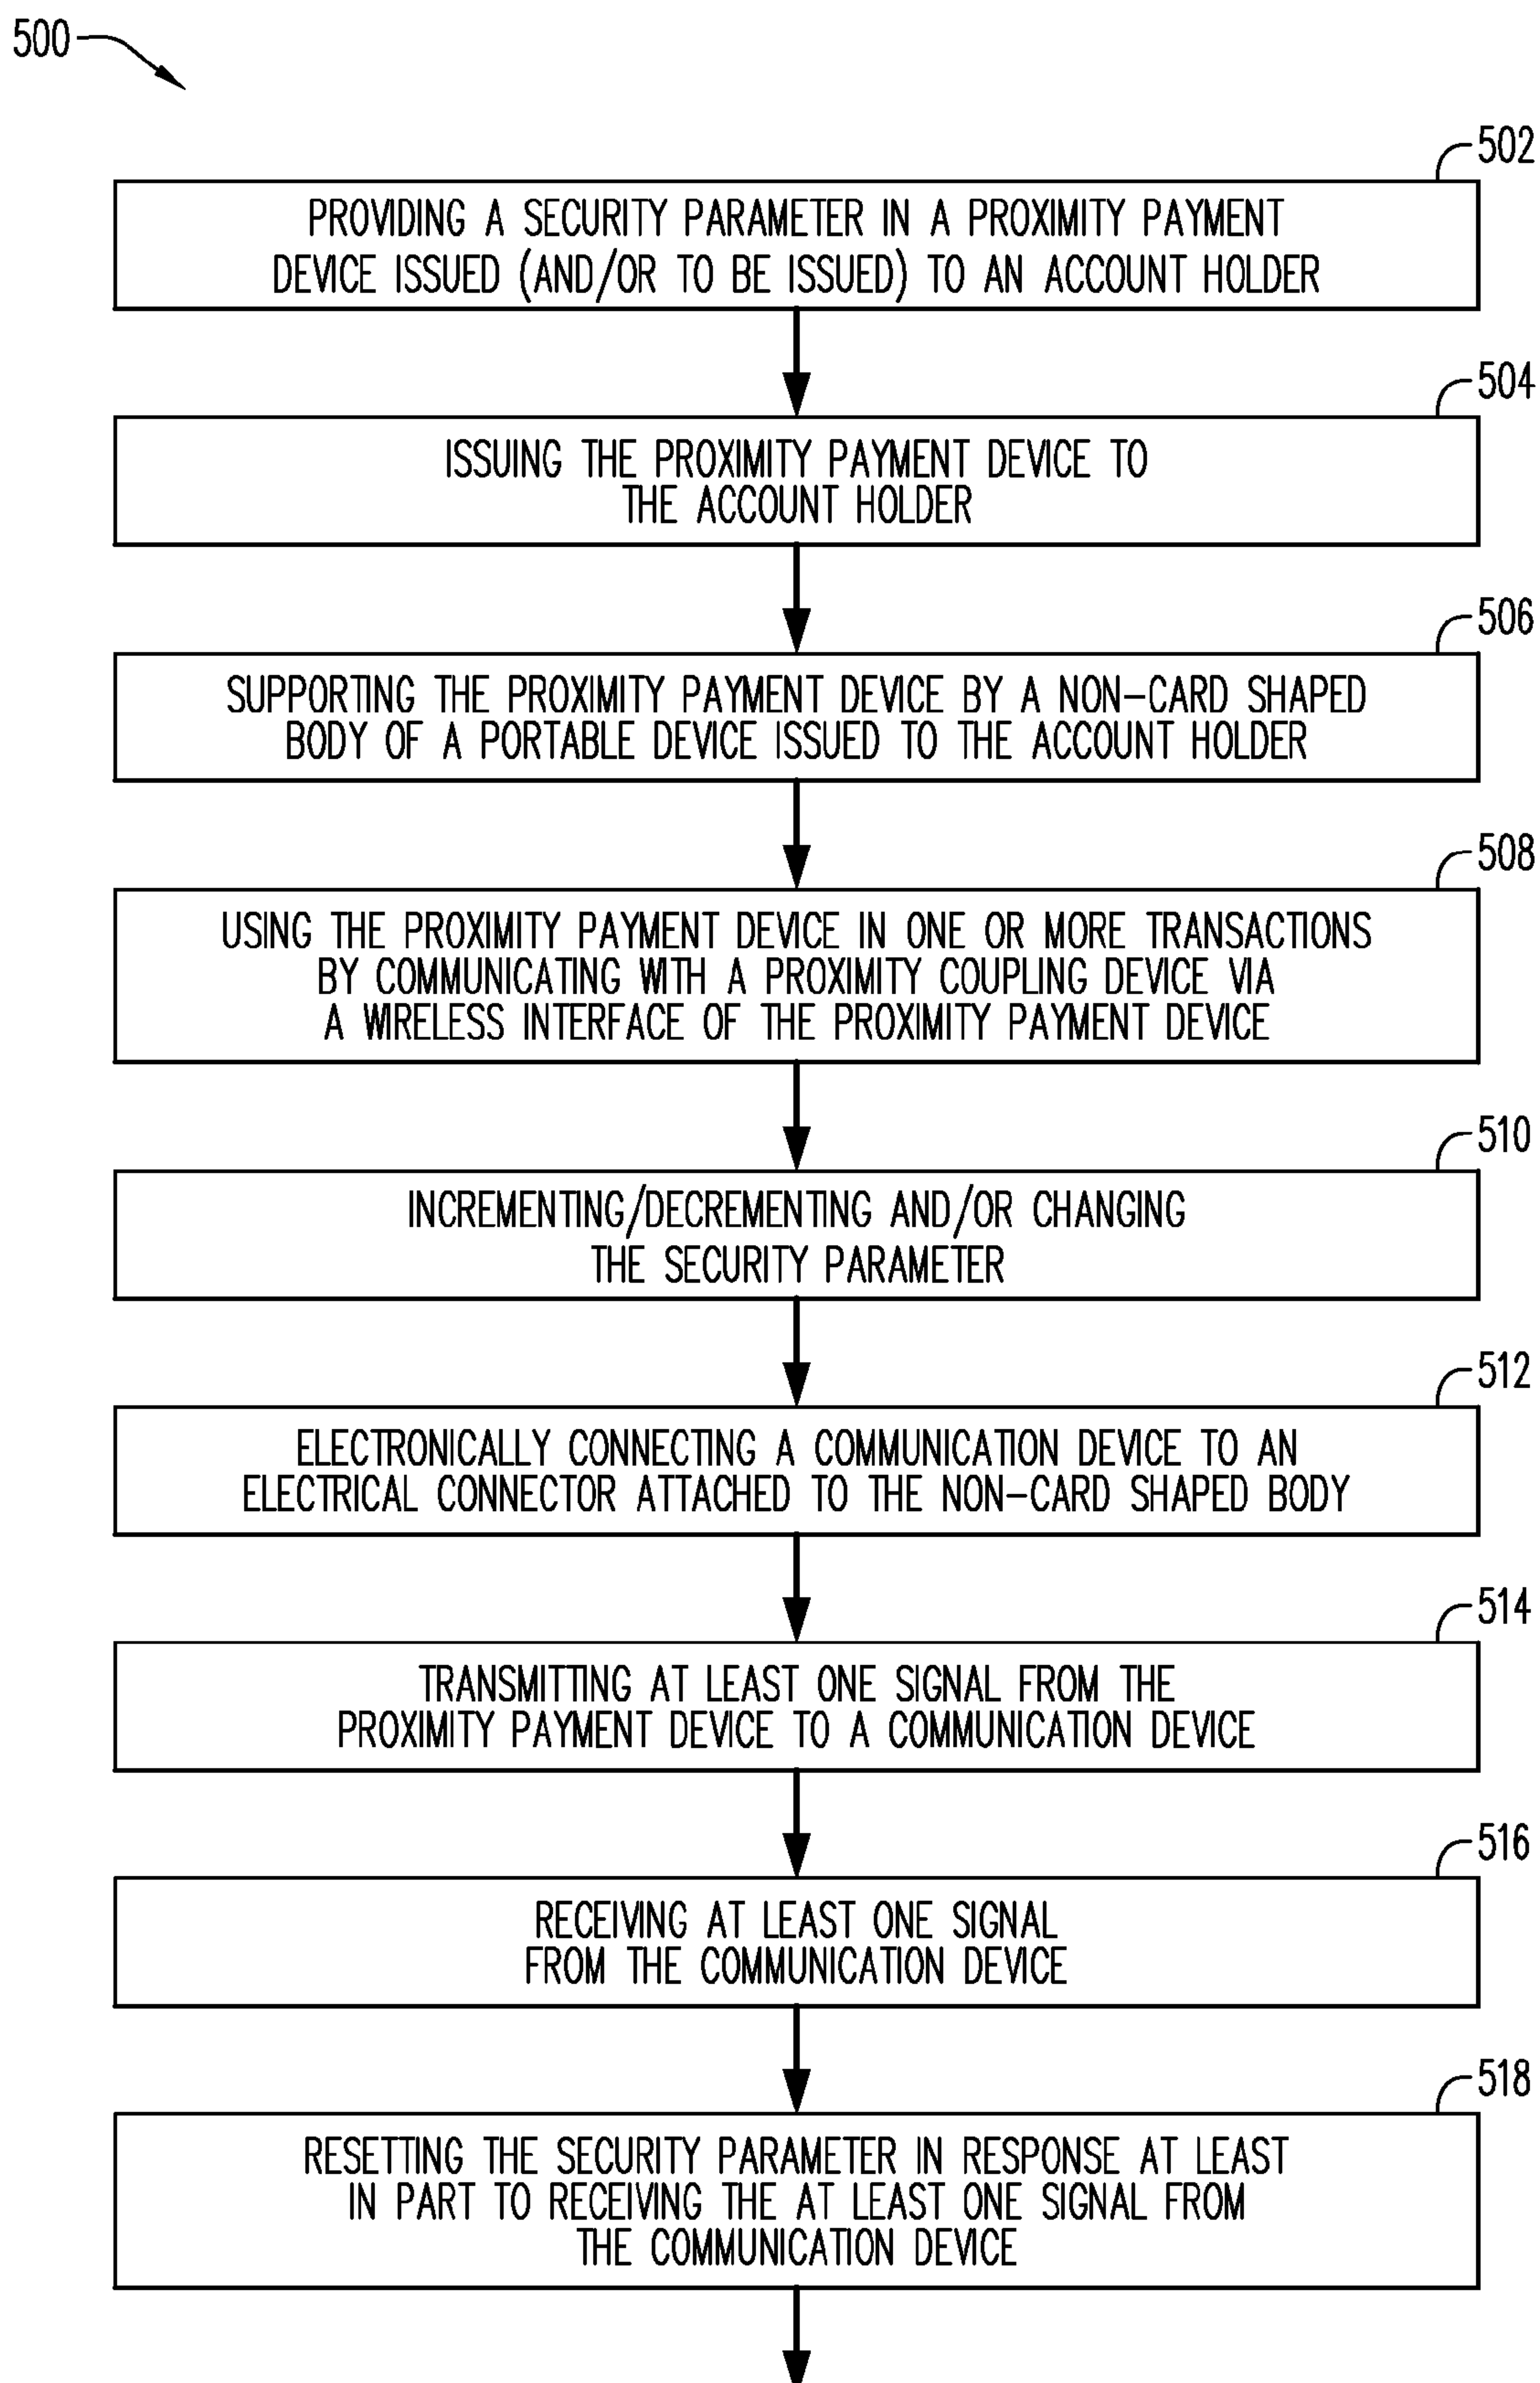 500
502
PROVIDING A SECURITY PARAMETER IN A PROXIMITY PAYMENT
DEVICE ISSUED (AND/OR TO BE ISSUED) TO AN ACCOUNT HOLDER
504
ISSUING THE PROXIMITY PAYMENT DEVICE TO
THE ACCOUNT HOLDER
506
SUPPORTING THE PROXIMITY PAYMENT DEVICE BY A NON-CARD SHAPED
BODY OF A PORTABLE DEVICE ISSUED TO THE ACCOUNT HOLDER
508
USING THE PROXIMITY PAYMENT DEVICE IN ONE OR MORE TRANSACTIONS
BY COMMUNICATING WITH A PROXIMITY COUPLING DEVICE VIA
A WIRELESS INTERFACE OF THE PROXIMITY PAYMENT DEVICE
510
INCREMENTING/DECREMENTING AND/OR CHANGING
THE SECURITY PARAMETER
512
ELECTRONICALLY CONNECTING A COMMUNICATION DEVICE TO AN
ELECTRICAL CONNECTOR ATTACHED TO THE NON-CARD SHAPED BODY
514
TRANSMITTING AT LEAST ONE SIGNAL FROM THE
PROXIMITY PAYMENT DEVICE TO A COMMUNICATION DEVICE
516
RECEIVING AT LEAST ONE SIGNAL
FROM THE COMMUNICATION DEVICE
518
RESETTING THE SECURITY PARAMETER IN RESPONSE AT LEAST
IN PART TO RECEIVING THE AT LEAST ONE SIGNAL FROM
THE COMMUNICATION DEVICE